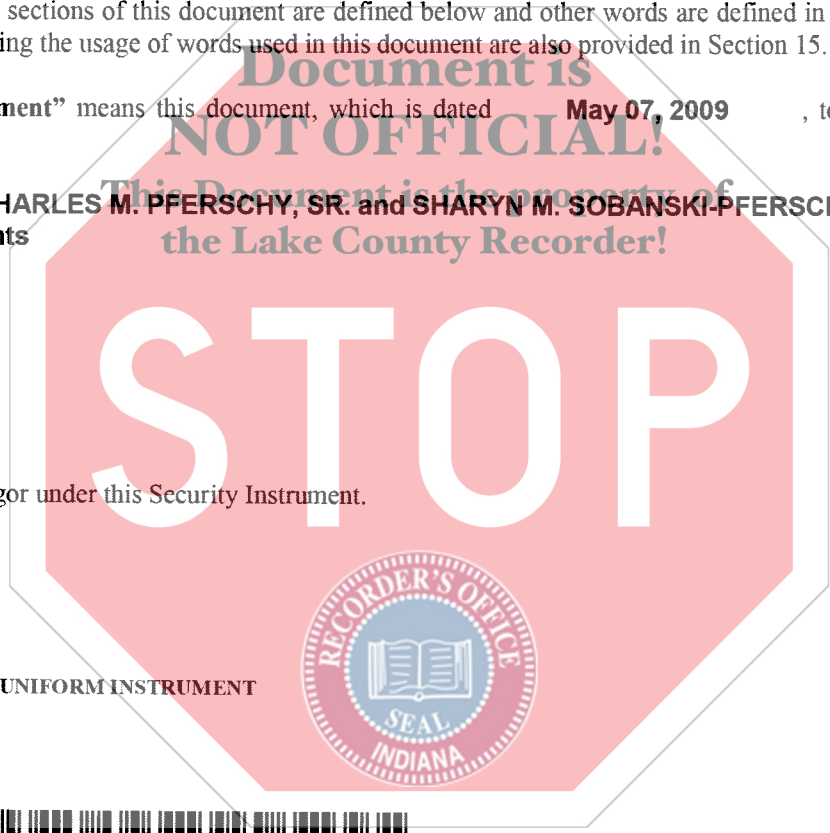 sections of this document are defined below and other words are defined in
ing the usage of words used in this document are also provided in Section 15.
Document is
ment” means this document, which is dated May 07, 2009 , to
NOT OFFICIAL!
This Document is the property of
HARLES M. PFERSCHY, SR. and SHARYN M. SOBANSKI-PFERSCH
the Lake County Recorder!
nts
STOP
gor under this Security Instrument.
RECORDER'S OFFICE
UNIFORM INSTRUMENT
SEAL
INDIANA